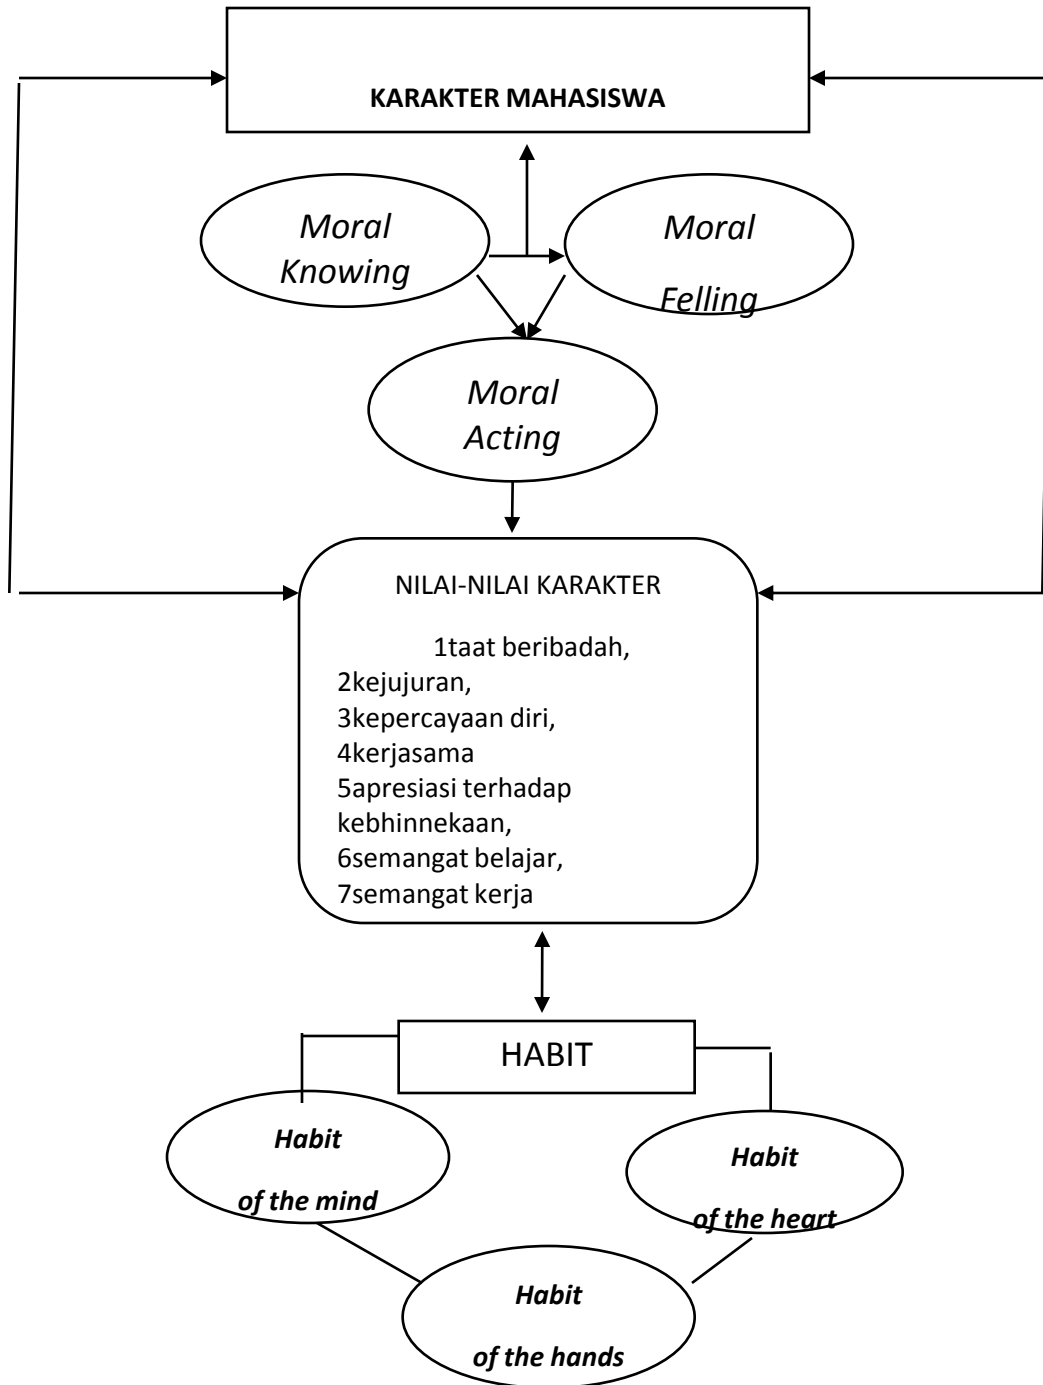 KARAKTER MAHASISWA
Moral
Knowing
Moral
Felling
Moral
Acting
NILAI-NILAI KARAKTER
1taat beribadah,
2kejujuran,
3kepercayaan diri,
4kerjasama
5apresiasi terhadap
kebhinnekaan,
6semangat belajar,
7semangat kerja
HABIT
Habit
of the mind
Habit
of the heart
Habit
of the hands